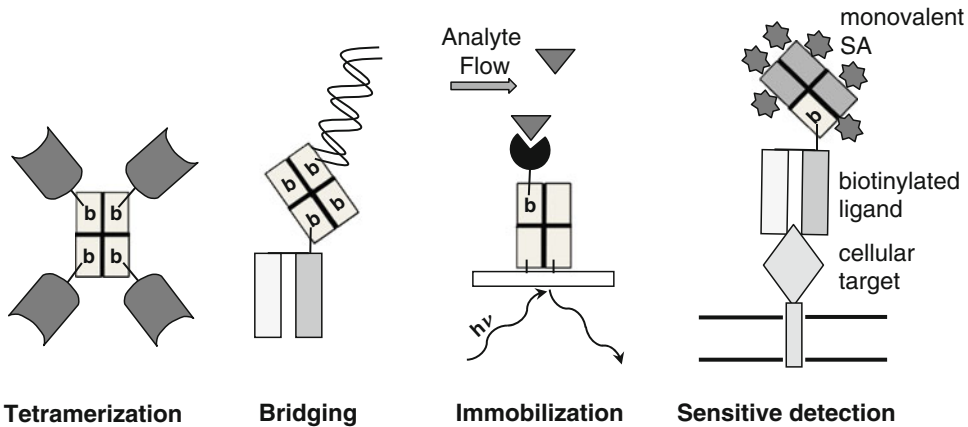 Analyte
Flow
monovalent
SA
b b
b b
b b
b b
b
b
biotinylated
ligand
cellular
target
hν
Tetramerization
Bridging
Immobilization
Sensitive detection